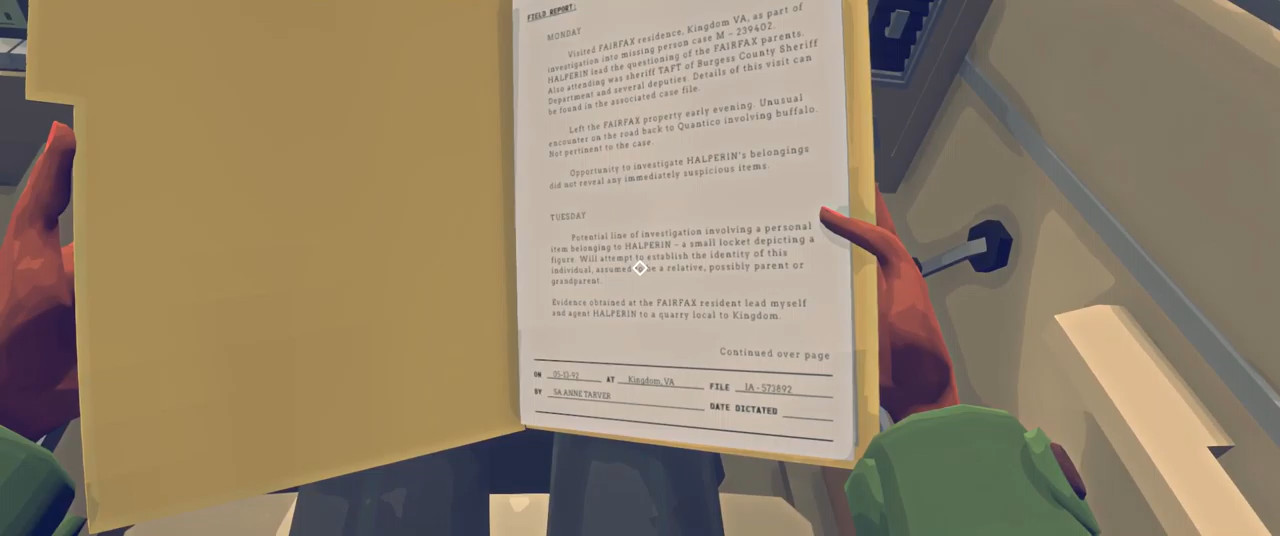 FIELD REPORT:
MONDAY
Visited FAIRFAX residence, Kingdom VA, as part of
investigation into missing person case M - 239402.
HALPERIN lead the questioning of the FAIRFAX parents.
Also attending was sheriff TAFT of Burgess County Sheriff
Department and several deputies. Details of this visit can
be found in the associated case file.
Left the FAIRFAX property early evening. Unusual
encounter on the road back to Quantico involving buffalo.
Not pertinent to the case.
Opportunity to investigate HALPERIN's belongings
did not reveal any immediately suspicious items.
TUESDAY
Potential line of investigation involving a personal
item belonging to HALPERIN - a small locket depicting a
figure. Will attempt to establish the identity of this
individual, assumed to be a relative, possibly parent or
grandparent.
Evidence obtained at the FAIRFAX resident lead myself
and agent HALPERIN to a quarry local to Kingdom.
Continued over page
ON 05-12-92 AT Kingdom, VA FILE IA - 573892
BY SA ANNE TARVER DATE DICTATED